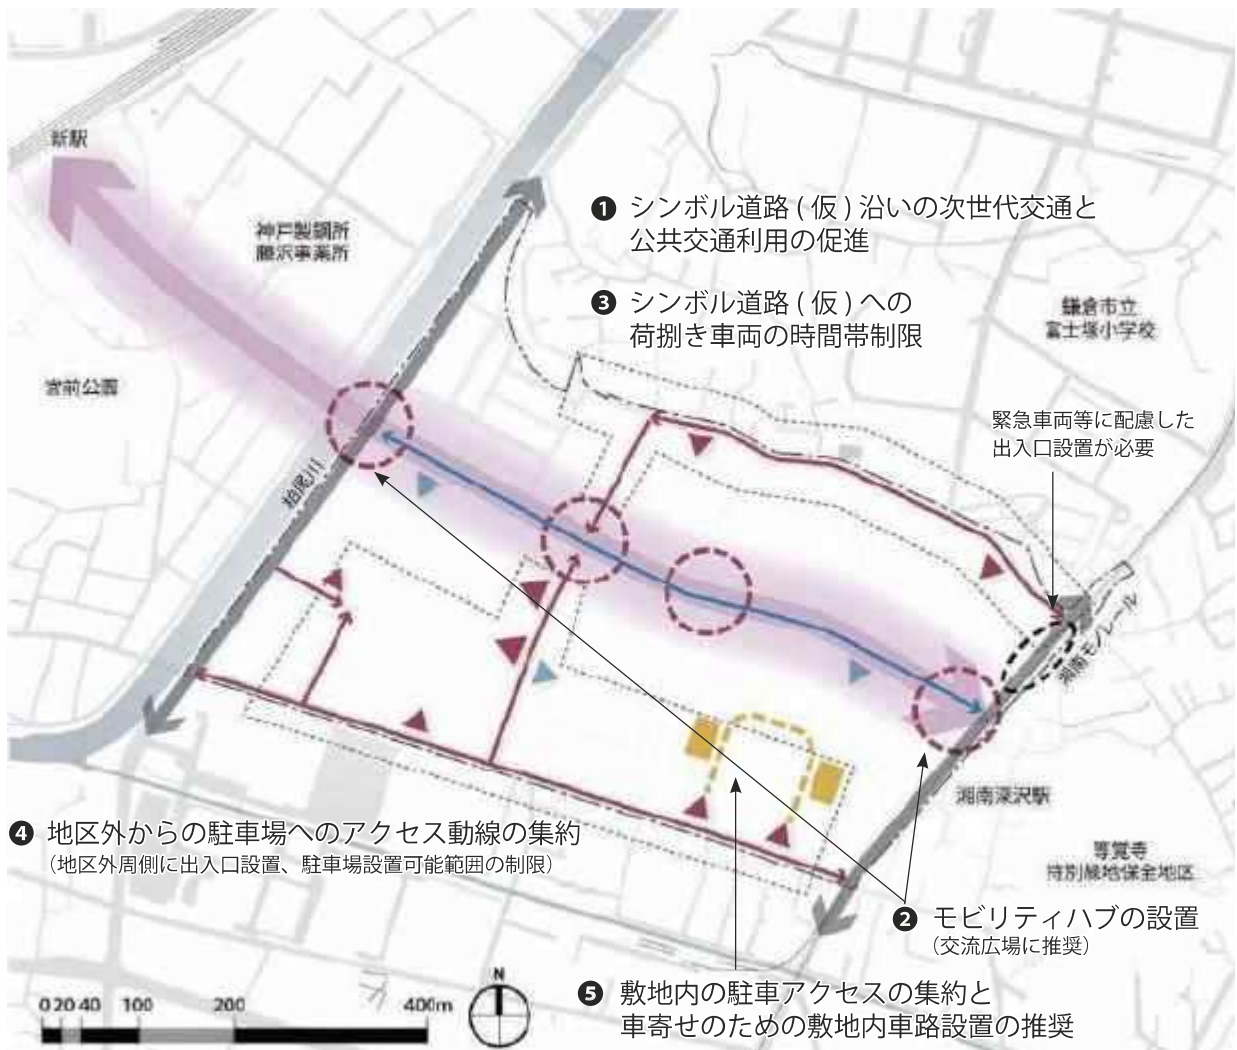 新駅
神戸製鋼所
藤沢事業所
❶ シンボル道路 ( 仮 ) 沿いの次世代交通と
公共交通利用の促進
❸ シンボル道路 ( 仮 ) への
荷捌き車両の時間帯制限
鎌倉市立
富士塚小学校
宮前公園
緊急車両等に配慮した
出入口設置が必要
柏尾川
湘南モノレール
湘南深沢駅
等覚寺
特別緑地保全地区
❹ 地区外からの駐車場へのアクセス動線の集約
（地区外周側に出入口設置、駐車場設置可能範囲の制限）
❷ モビリティハブの設置
（交流広場に推奨）
❺ 敷地内の駐車アクセスの集約と
車寄せのための敷地内車路設置の推奨
0 20 40 100 200 400m
N